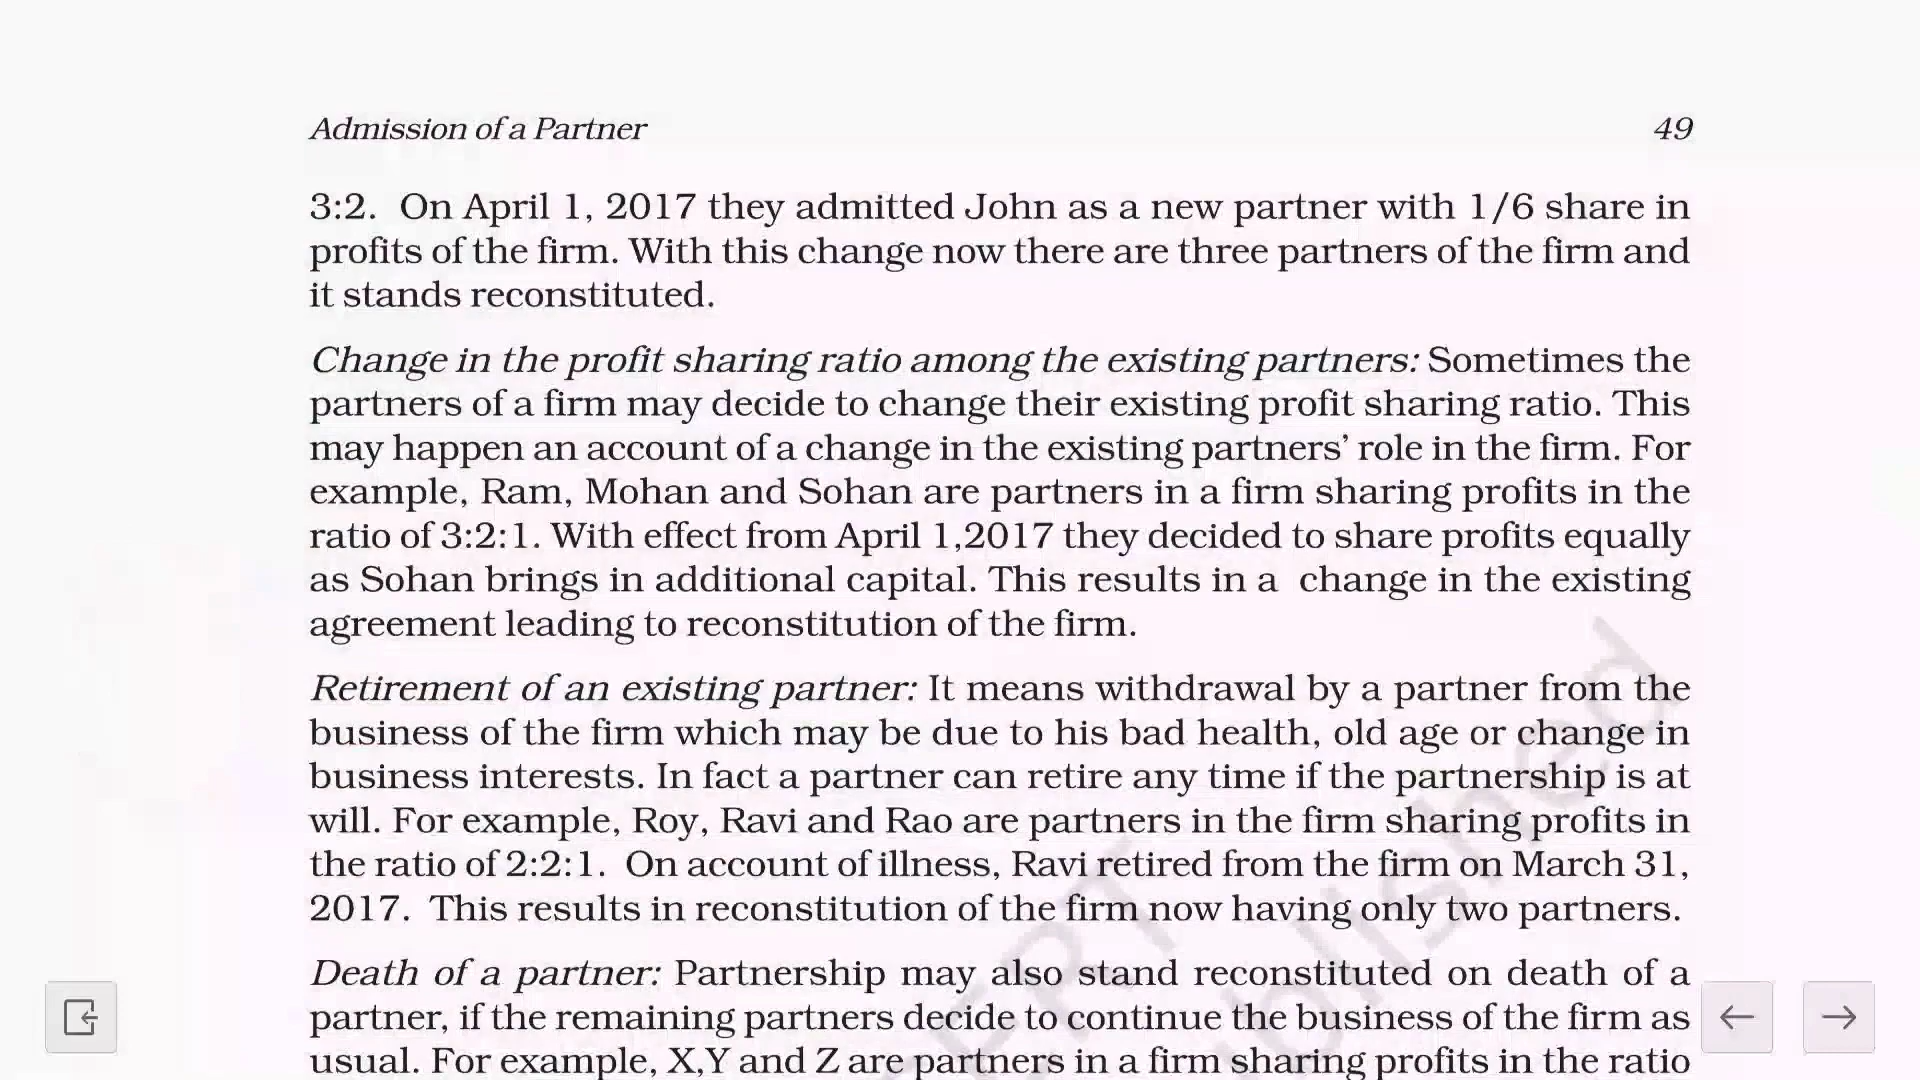 Admission of a Partner 49
3:2. On April 1, 2017 they admitted John as a new partner with 1/6 share in
profits of the firm. With this change now there are three partners of the firm and
it stands reconstituted.
Change in the profit sharing ratio among the existing partners: Sometimes the
partners of a firm may decide to change their existing profit sharing ratio. This
may happen an account of a change in the existing partners’ role in the firm. For
example, Ram, Mohan and Sohan are partners in a firm sharing profits in the
ratio of 3:2:1. With effect from April 1,2017 they decided to share profits equally
as Sohan brings in additional capital. This results in a change in the existing
agreement leading to reconstitution of the firm.
Retirement of an existing partner: It means withdrawal by a partner from the
business of the firm which may be due to his bad health, old age or change in
business interests. In fact a partner can retire any time if the partnership is at
will. For example, Roy, Ravi and Rao are partners in the firm sharing profits in
the ratio of 2:2:1. On account of illness, Ravi retired from the firm on March 31,
2017. This results in reconstitution of the firm now having only two partners.
Death of a partner: Partnership may also stand reconstituted on death of a
partner, if the remaining partners decide to continue the business of the firm as
usual. For example, X,Y and Z are partners in a firm sharing profits in the ratio